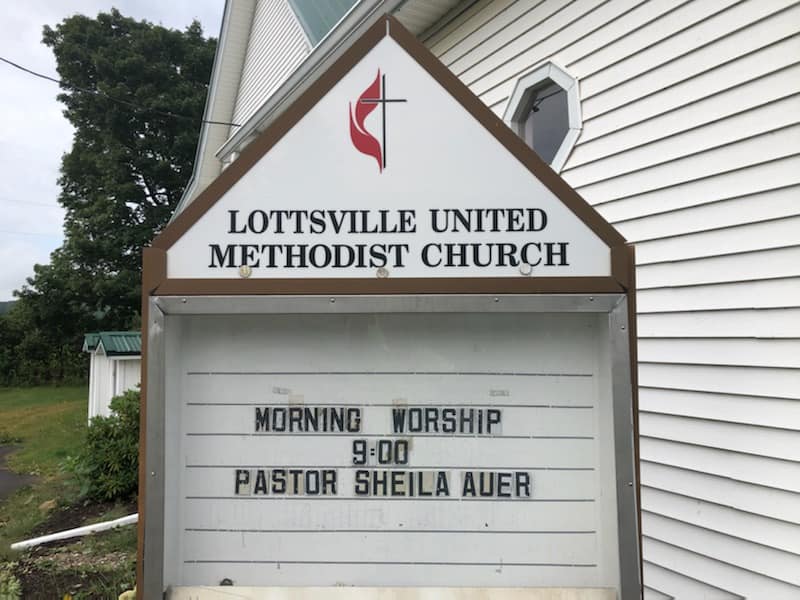 LOTTSVILLE UNITED
METHODIST CHURCH
MORNING WORSHIP
9:00
PASTOR SHEILA AUER